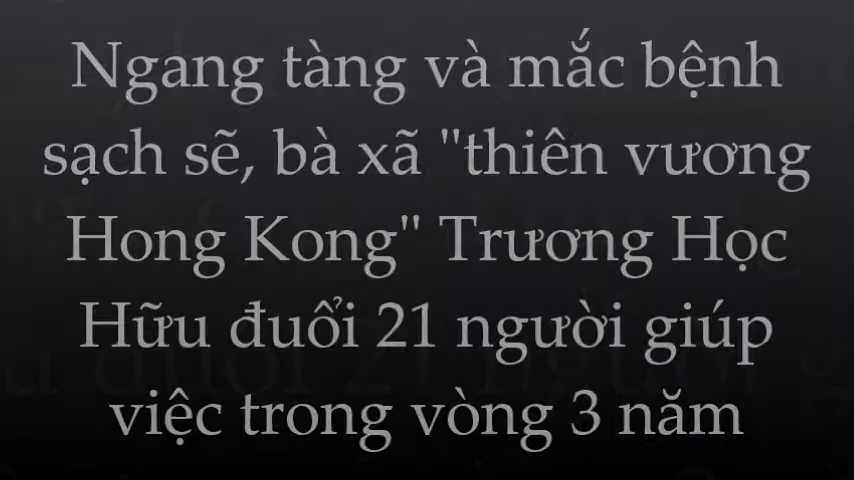 Ngang tàng và mắc bệnh
sạch sẽ, bà xã "thiên vương
Hong Kong" Trương Học
Hữu đuổi 21 người giúp
việc trong vòng 3 năm